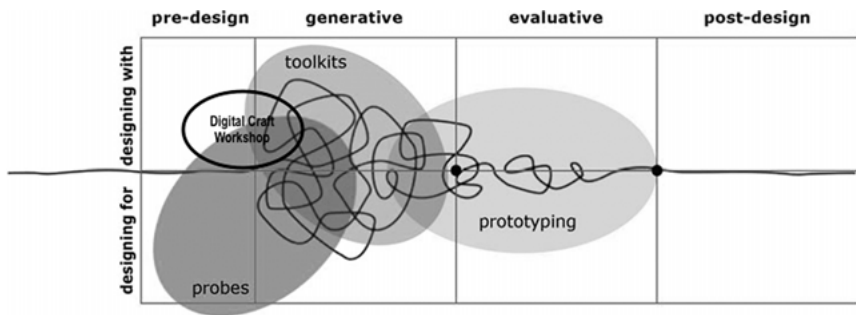 pre-design generative evaluative post-design
designing with
toolkits
Digital Craft
Workshop
designing for
prototyping
probes